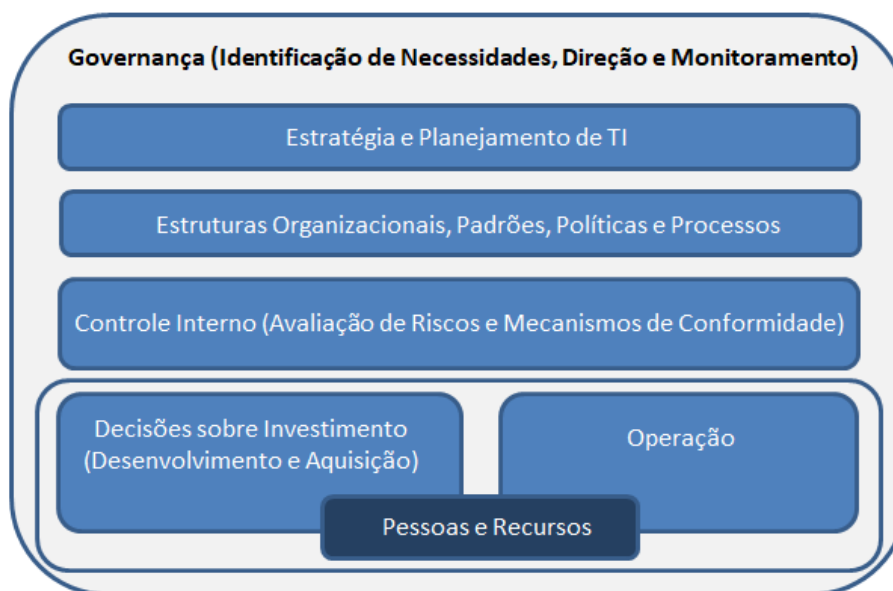 Governança (Identificação de Necessidades, Direção e Monitoramento)
Estratégia e Planejamento de TI
Estruturas Organizacionais, Padrões, Políticas e Processos
Controle Interno (Avaliação de Riscos e Mecanismos de Conformidade)
Decisões sobre Investimento
(Desenvolvimento e Aquisição)
Operação
Pessoas e Recursos